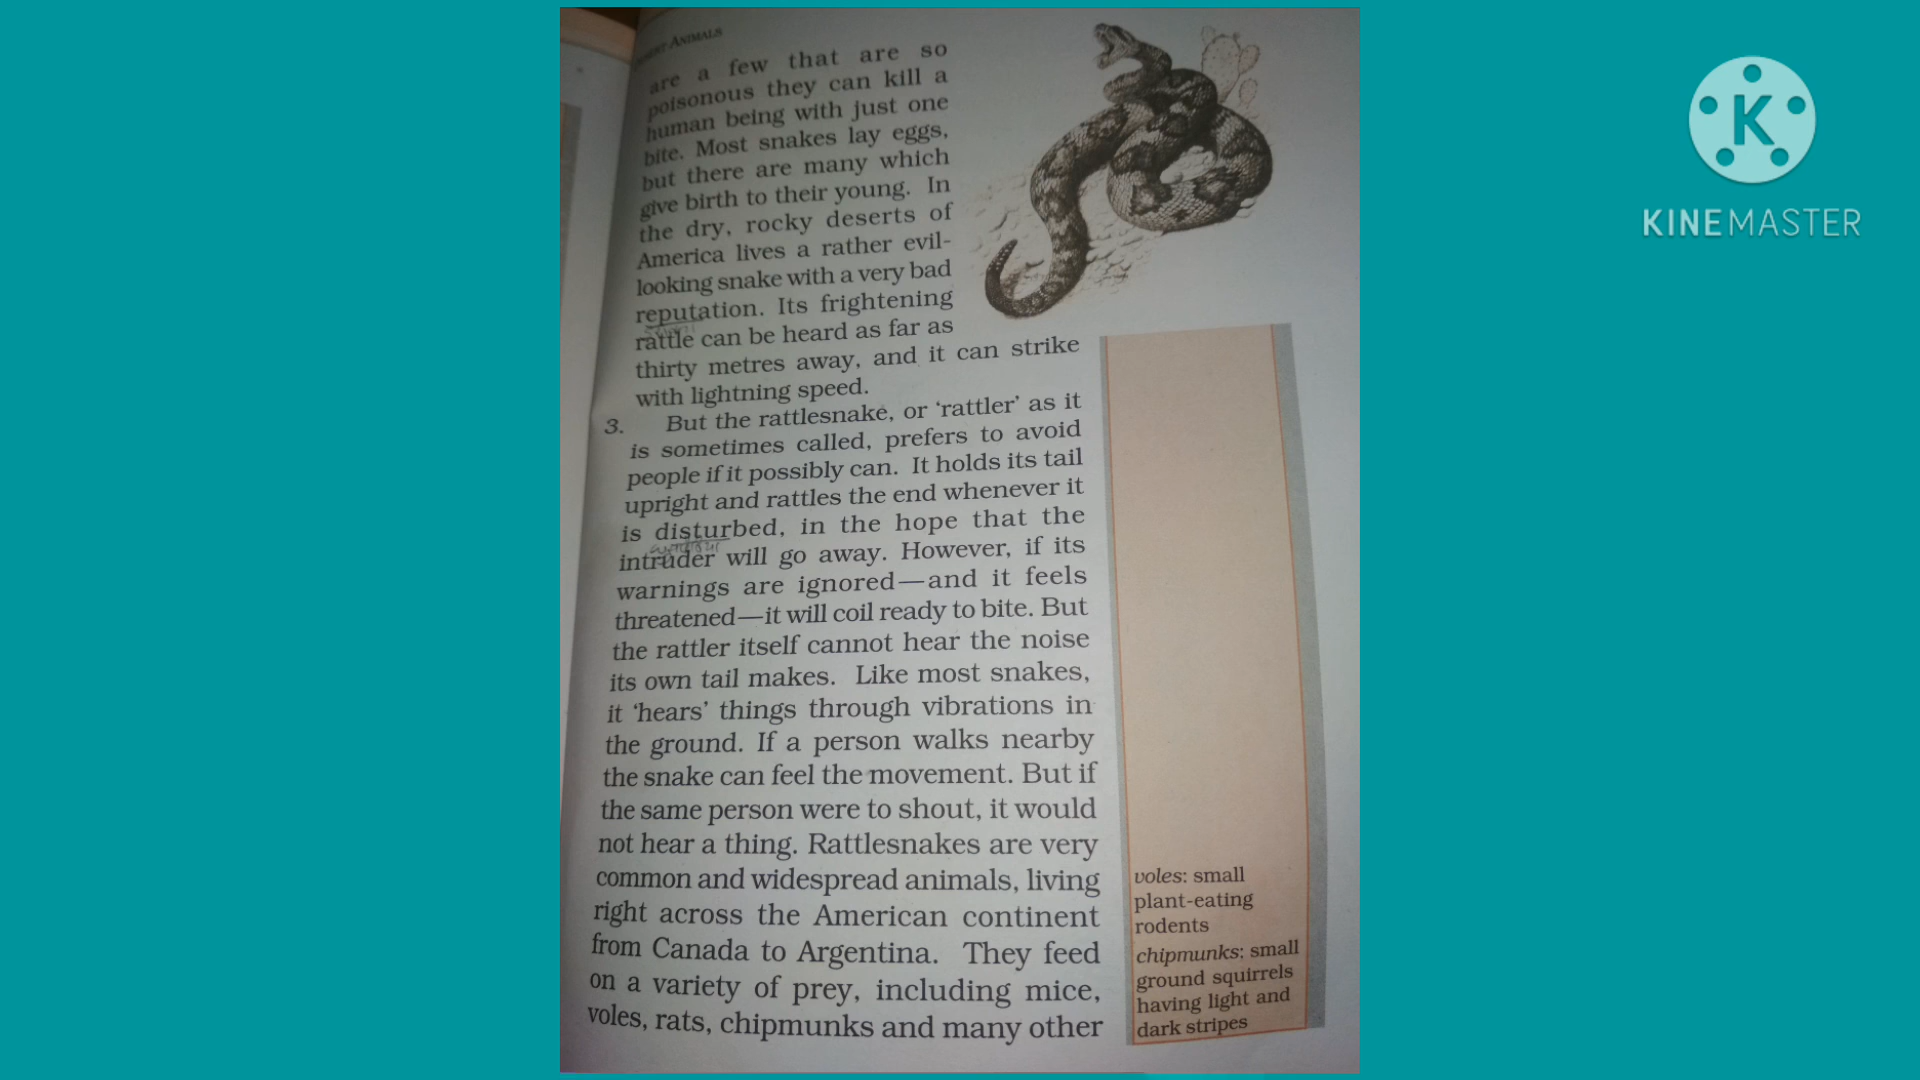 ANIMALS
are a few that are so
poisonous they can kill a
human being with just one
bite. Most snakes lay eggs,
but there are many which
give birth to their young. In
the dry, rocky deserts of
America lives a rather evil-
looking snake with a very bad
reputation. Its frightening
rattle can be heard as far as
thirty metres away, and it can strike
with lightning speed.
3. But the rattlesnake, or ‘rattler’ as it
is sometimes called, prefers to avoid
people if it possibly can. It holds its tail
upright and rattles the end whenever it
is disturbed, in the hope that the
intruder will go away. However, if its
warnings are ignored—and it feels
threatened—it will coil ready to bite. But
the rattler itself cannot hear the noise
its own tail makes. Like most snakes,
it ‘hears’ things through vibrations in
the ground. If a person walks nearby
the snake can feel the movement. But if
the same person were to shout, it would
not hear a thing. Rattlesnakes are very
common and widespread animals, living
right across the American continent
from Canada to Argentina. They feed
on a variety of prey, including mice,
voles, rats, chipmunks and many other
voles: small
plant-eating
rodents
chipmunks: small
ground squirrels
having light and
dark stripes
K
KINEMASTER